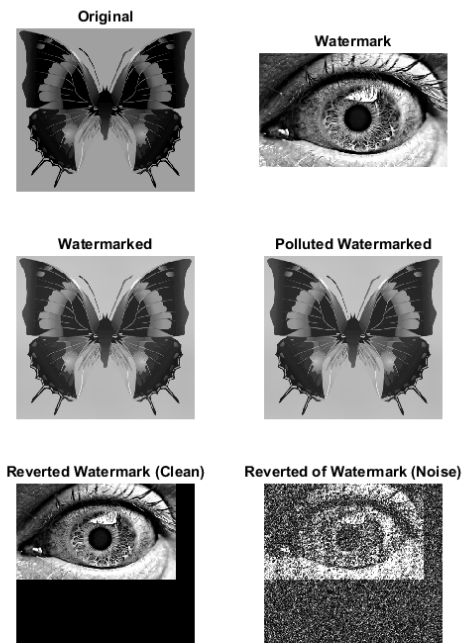 Original
Watermark
Watermarked
Polluted Watermarked
Reverted Watermark (Clean)
Reverted of Watermark (Noise)